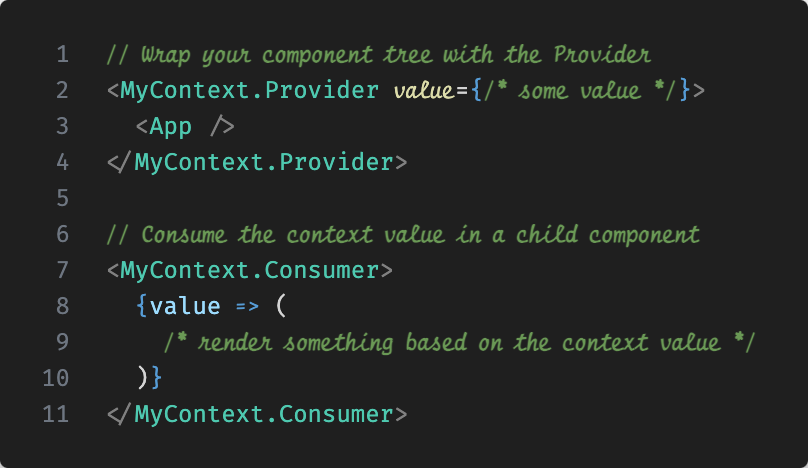 1 // Wrap your component tree with the Provider
2 <MyContext.Provider value={/* some value */}>
3   <App />
4 </MyContext.Provider>
5
6 // Consume the context value in a child component
7 <MyContext.Consumer>
8   {value => (
9     /* render something based on the context value */
10   )}
11 </MyContext.Consumer>